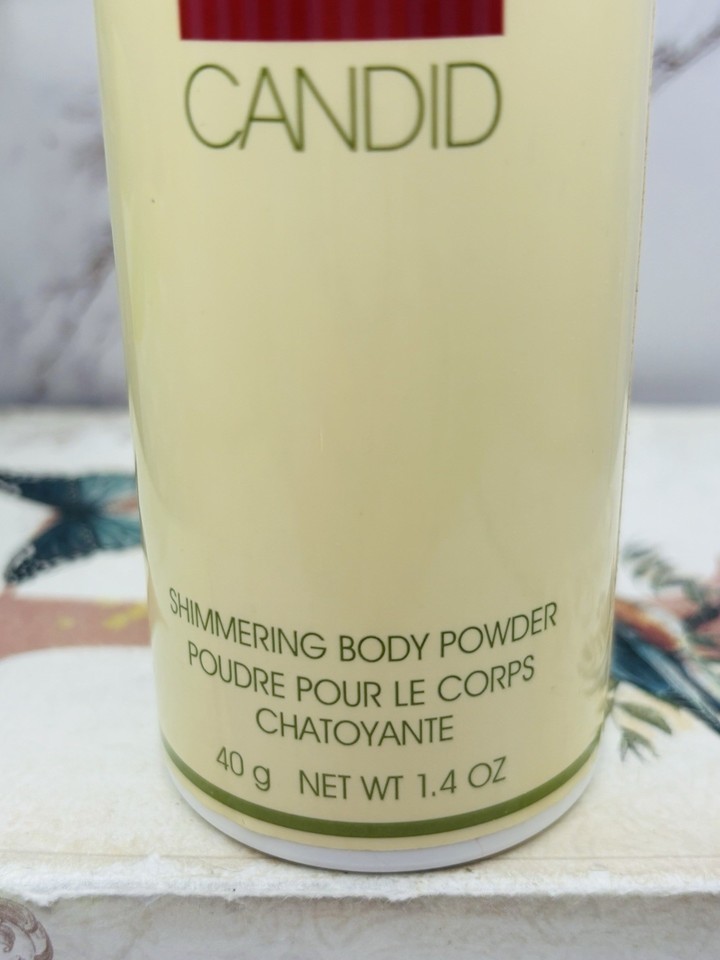 CANDID
SHIMMERING BODY POWDER
POUDRE POUR LE CORPS
CHATOYANTE
40 g NET WT 1.4 OZ